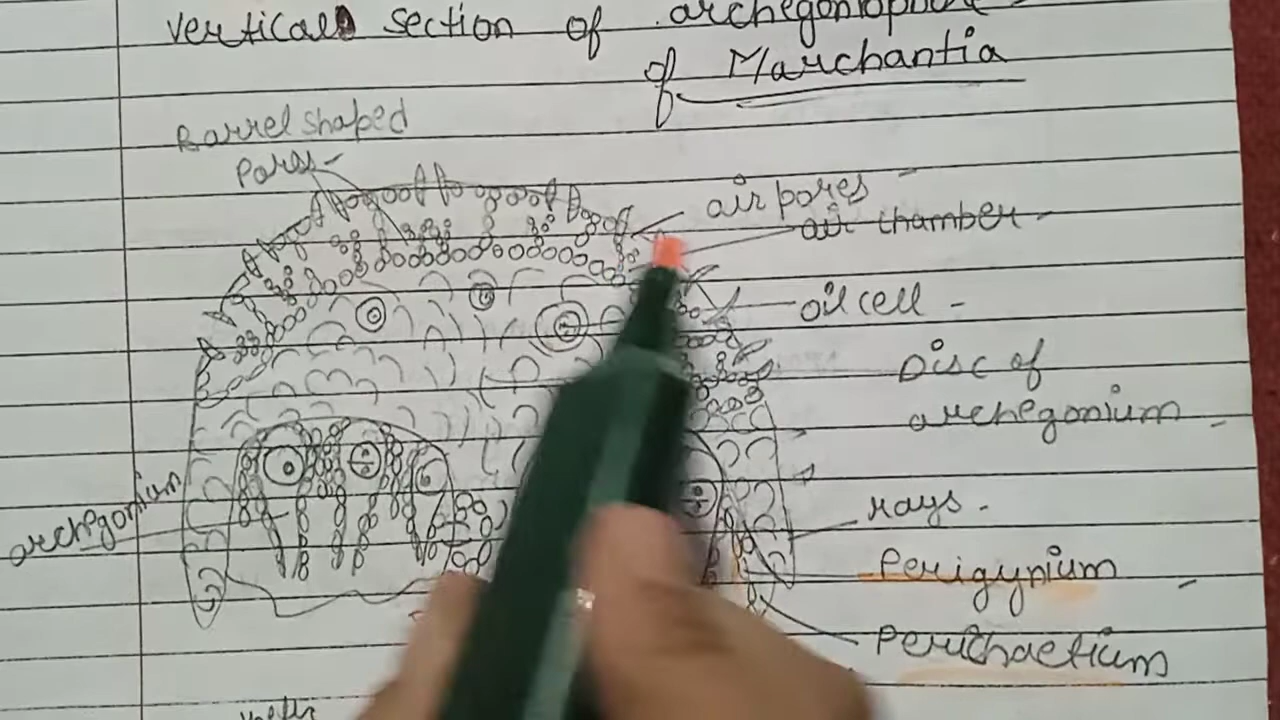 vertical section of archegoniophore
of Marchantia
Barrel shaped
Pores
air pores
air chamber
oil cell
Disc of
archegonium
archegonium
rays.
Perigynium
Perichaetium